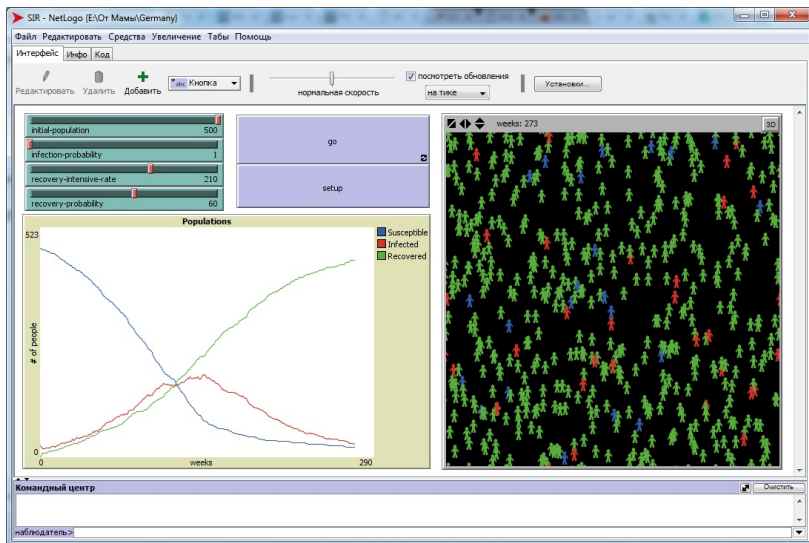 SIR - NetLogo {E:\От Мамы\Germany}
Файл Редактировать Средства Увеличение Табы Помощь
Интерфейс Инфо Код
Редактировать Удалить Добавить
abc Кнопка
нормальная скорость
посмотреть обновления
на тике
Установки...
initial-population 500
infection-probability 1
recovery-intensive-rate 210
recovery-probability 60
go
setup
weeks: 273
3D
Populations
523
# of people
0
0
weeks
290
Susceptible
Infected
Recovered
Командный центр
Очистить
наблюдатель>